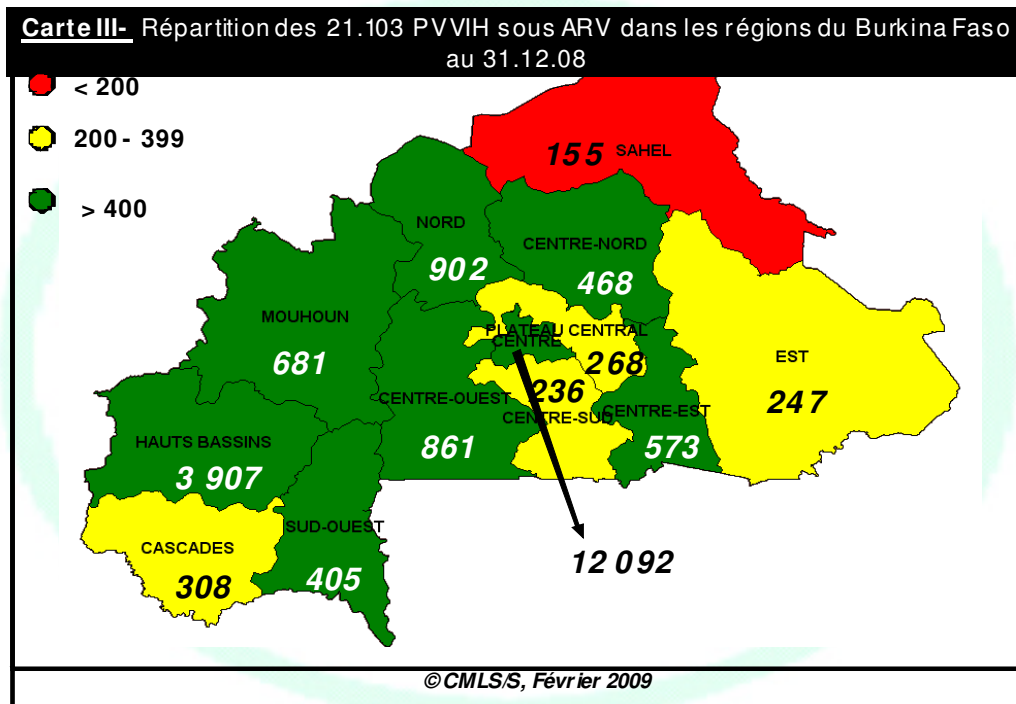 Carte III- Répartition des 21.103 PVVIH sous ARV dans les régions du Burkina Faso
au 31.12.08
< 200
200 - 399
> 400
155 SAHEL
NORD
902
CENTRE-NORD
468
MOUHOUN
681
PLATEAU CENTRAL
CENTRE
268
EST
247
236
CENTRE-OUEST
861
CENTRE-SUD
CENTRE-EST
573
HAUTS BASSINS
3 907
SUD-OUEST
405
CASCADES
308
12 092
©CMLS/S, Février 2009